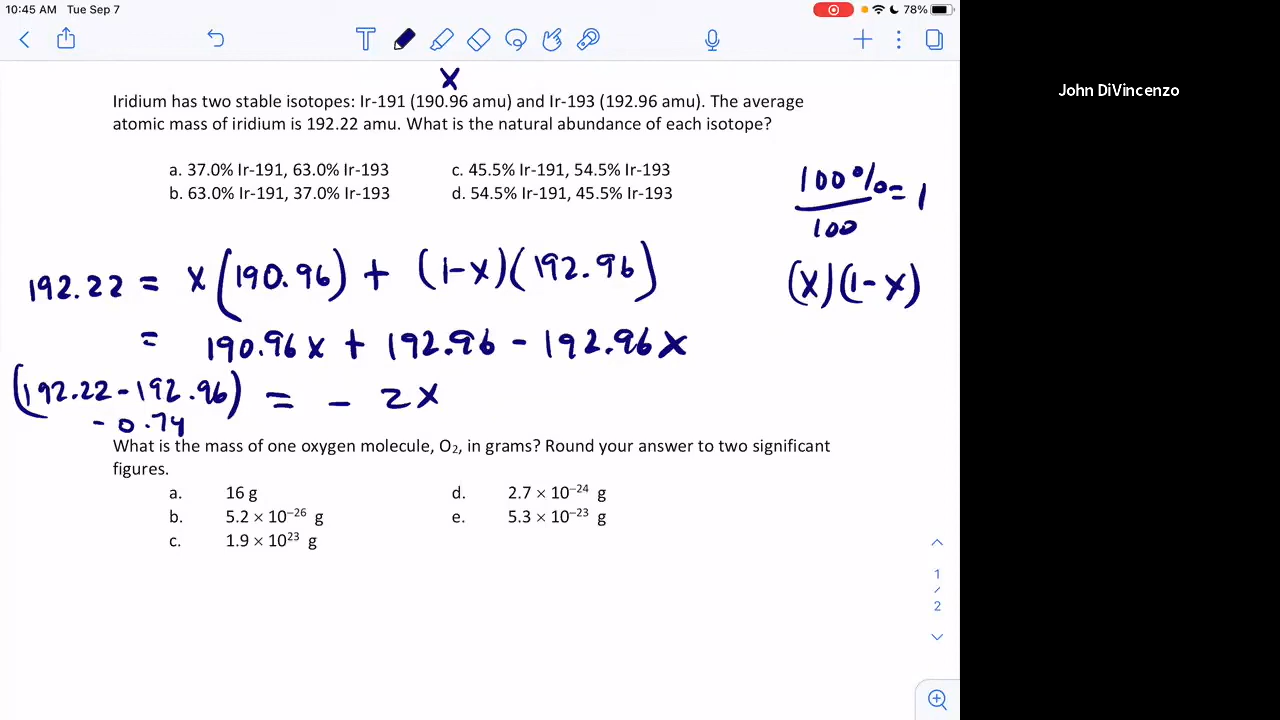 10:45 AM Tue Sep 7
78%
T
John DiVincenzo
x
Iridium has two stable isotopes: Ir-191 (190.96 amu) and Ir-193 (192.96 amu). The average
atomic mass of iridium is 192.22 amu. What is the natural abundance of each isotope?
a. 37.0% Ir-191, 63.0% Ir-193
c. 45.5% Ir-191, 54.5% Ir-193
b. 63.0% Ir-191, 37.0% Ir-193
d. 54.5% Ir-191, 45.5% Ir-193
100% = 1
100
192.22 = x(190.96) + (1-x)(192.96)
(x)(1-x)
= 190.96x + 192.96 - 192.96x
(192.22 - 192.96) = - 2x
- 0.74
What is the mass of one oxygen molecule, O₂, in grams? Round your answer to two significant
figures.
a. 16 g
d. 2.7 × 10⁻²⁴ g
b. 5.2 × 10⁻²⁶ g
e. 5.3 × 10⁻²³ g
c. 1.9 × 10²³ g
1
/
2